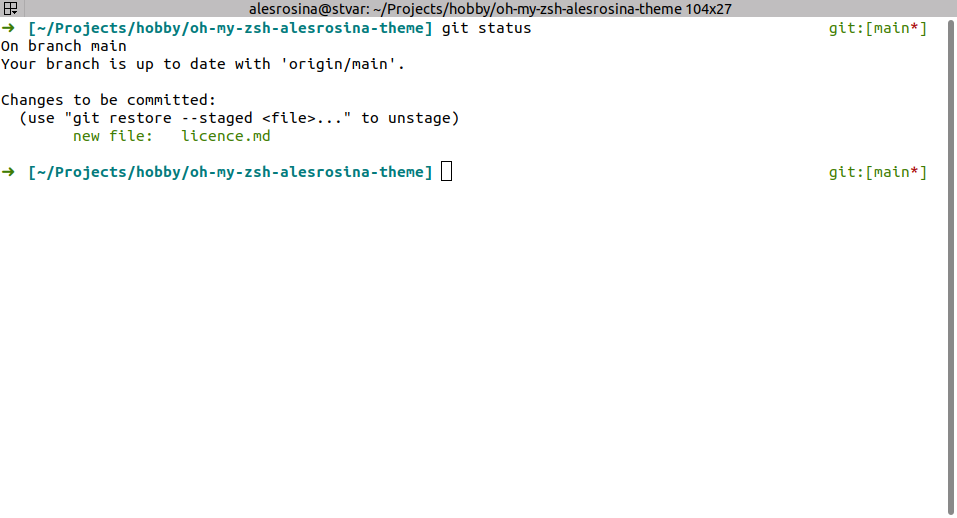 alesrosina@stvar: ~/Projects/hobby/oh-my-zsh-alesrosina-theme 104x27
➜ [~/Projects/hobby/oh-my-zsh-alesrosina-theme] git status git:[main*]
On branch main
Your branch is up to date with 'origin/main'.
Changes to be committed:
(use "git restore --staged <file>..." to unstage)
new file: licence.md
➜ [~/Projects/hobby/oh-my-zsh-alesrosina-theme] git:[main*]